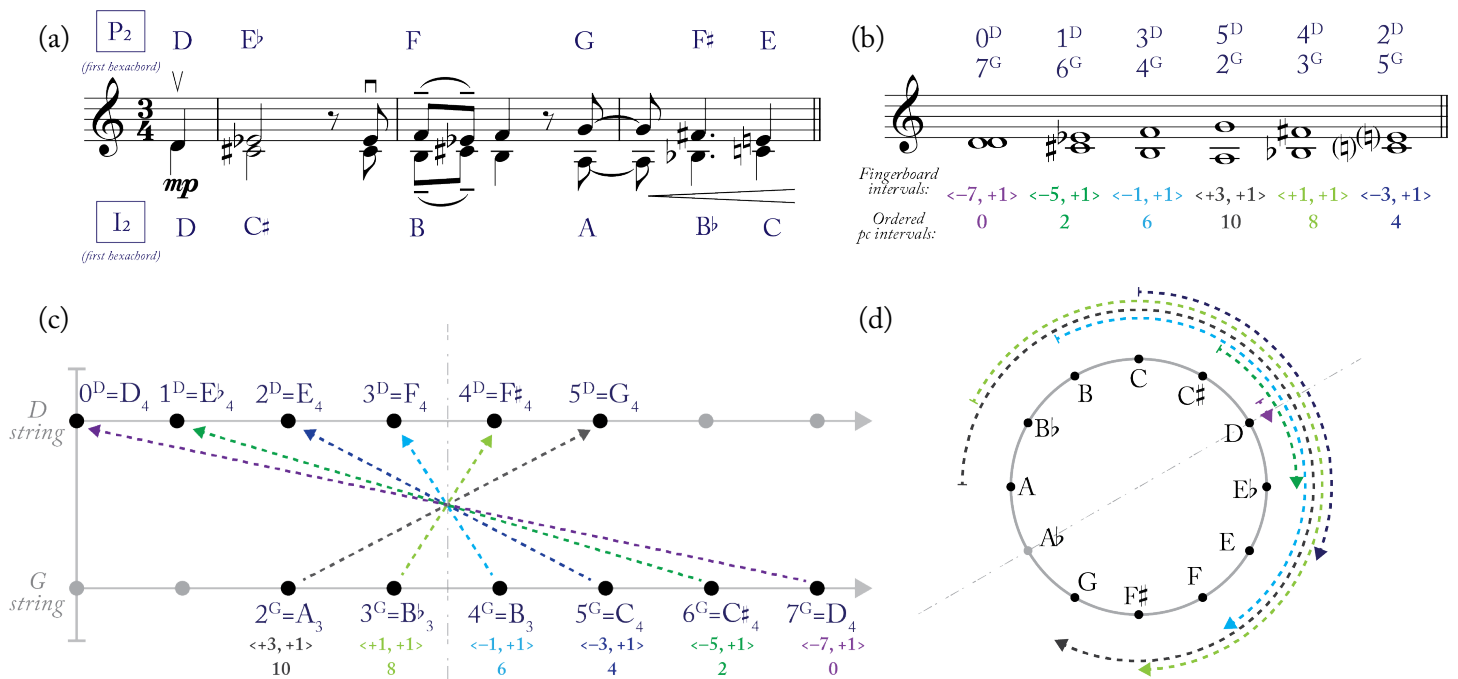 (a)
P₂
(first hexachord)
D E♭ F G F♯ E
3
4
mp
I₂
(first hexachord)
D C♯ B A B♭ C
(b)
0ᴰ 1ᴰ 3ᴰ 5ᴰ 4ᴰ 2ᴰ
7ᴳ 6ᴳ 4ᴳ 2ᴳ 3ᴳ 5ᴳ
Fingerboard
intervals:
<−7, +1> <−5, +1> <−1, +1> <+3, +1> <+1, +1> <−3, +1>
Ordered
pc intervals:
0 2 6 10 8 4
(c)
D
string
0ᴰ=D₄ 1ᴰ=E♭₄ 2ᴰ=E₄ 3ᴰ=F₄ 4ᴰ=F♯₄ 5ᴰ=G₄
G
string
2ᴳ=A₃ 3ᴳ=B♭₃ 4ᴳ=B₃ 5ᴳ=C₄ 6ᴳ=C♯₄ 7ᴳ=D₄
<+3, +1> <+1, +1> <−1, +1> <−3, +1> <−5, +1> <−7, +1>
10 8 6 4 2 0
(d)
C
C♯
D
E♭
E
F
F♯
G
A♭
A
B♭
B